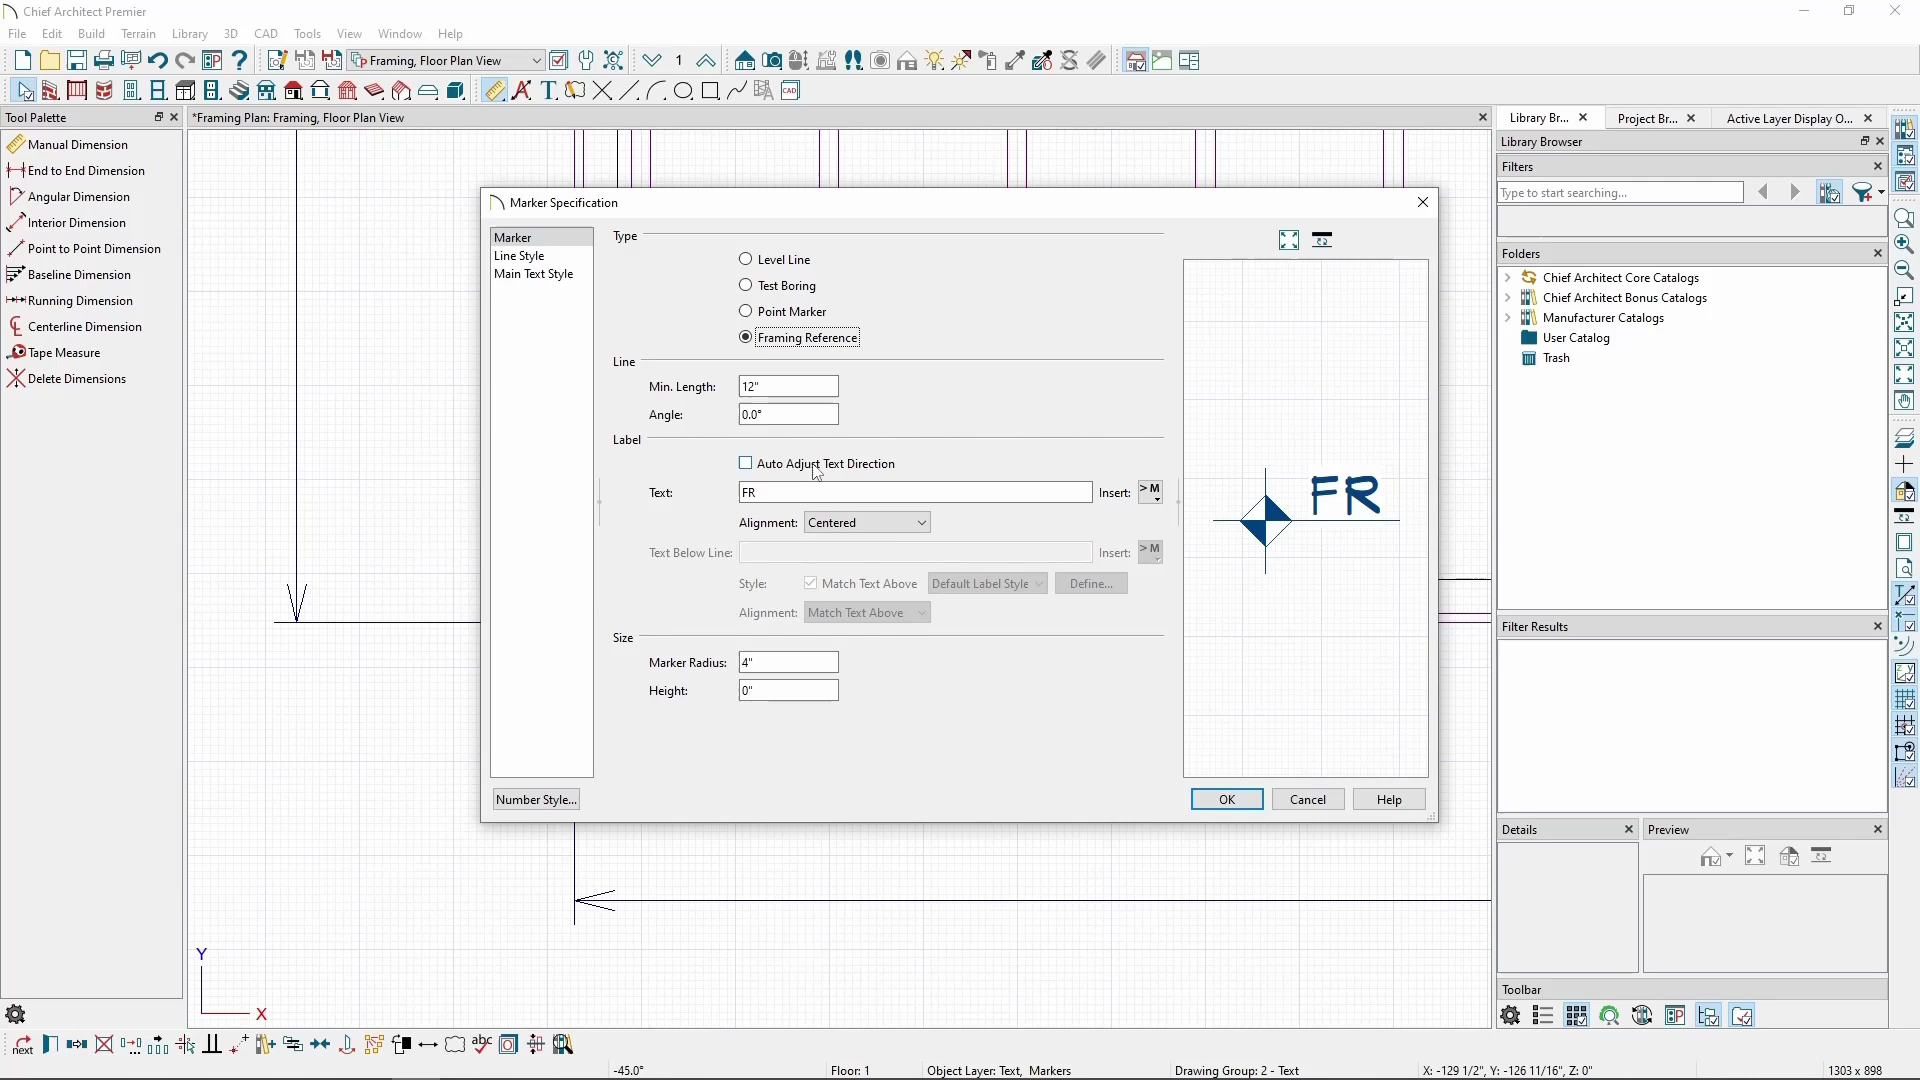 Chief Architect Premier
File Edit Build Terrain Library 3D CAD Tools View Window Help
Framing, Floor Plan View 1
Tool Palette
*Framing Plan: Framing, Floor Plan View
Library Br... Project Br... Active Layer Display O...
Manual Dimension
End to End Dimension
Angular Dimension
Interior Dimension
Point to Point Dimension
Baseline Dimension
Running Dimension
Centerline Dimension
Tape Measure
Delete Dimensions
Marker Specification
Marker
Line Style
Main Text Style
Type
Level Line
Test Boring
Point Marker
Framing Reference
Line
Min. Length: 12"
Angle: 0.0°
Label
Auto Adjust Text Direction
Text: FR Insert: > M
Alignment: Centered
Text Below Line: Insert: > M
Style: Match Text Above Default Label Style Define...
Alignment: Match Text Above
Size
Marker Radius: 4"
Height: 0"
FR
Number Style... OK Cancel Help
Library Browser
Filters
Type to start searching...
Folders
Chief Architect Core Catalogs
Chief Architect Bonus Catalogs
Manufacturer Catalogs
User Catalog
Trash
Filter Results
Details Preview
Toolbar
Y
X
next abc
-45.0° Floor: 1 Object Layer: Text, Markers Drawing Group: 2 - Text X: -129 1/2", Y: -126 11/16", Z: 0" 1303 x 898